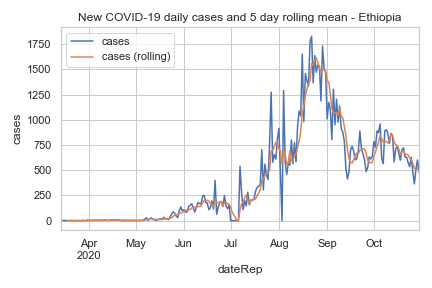 New COVID-19 daily cases and 5 day rolling mean - Ethiopia
cases
cases (rolling)
1750
1500
1250
1000
750
500
250
0
cases
Apr
2020
May
Jun
Jul
Aug
Sep
Oct
dateRep